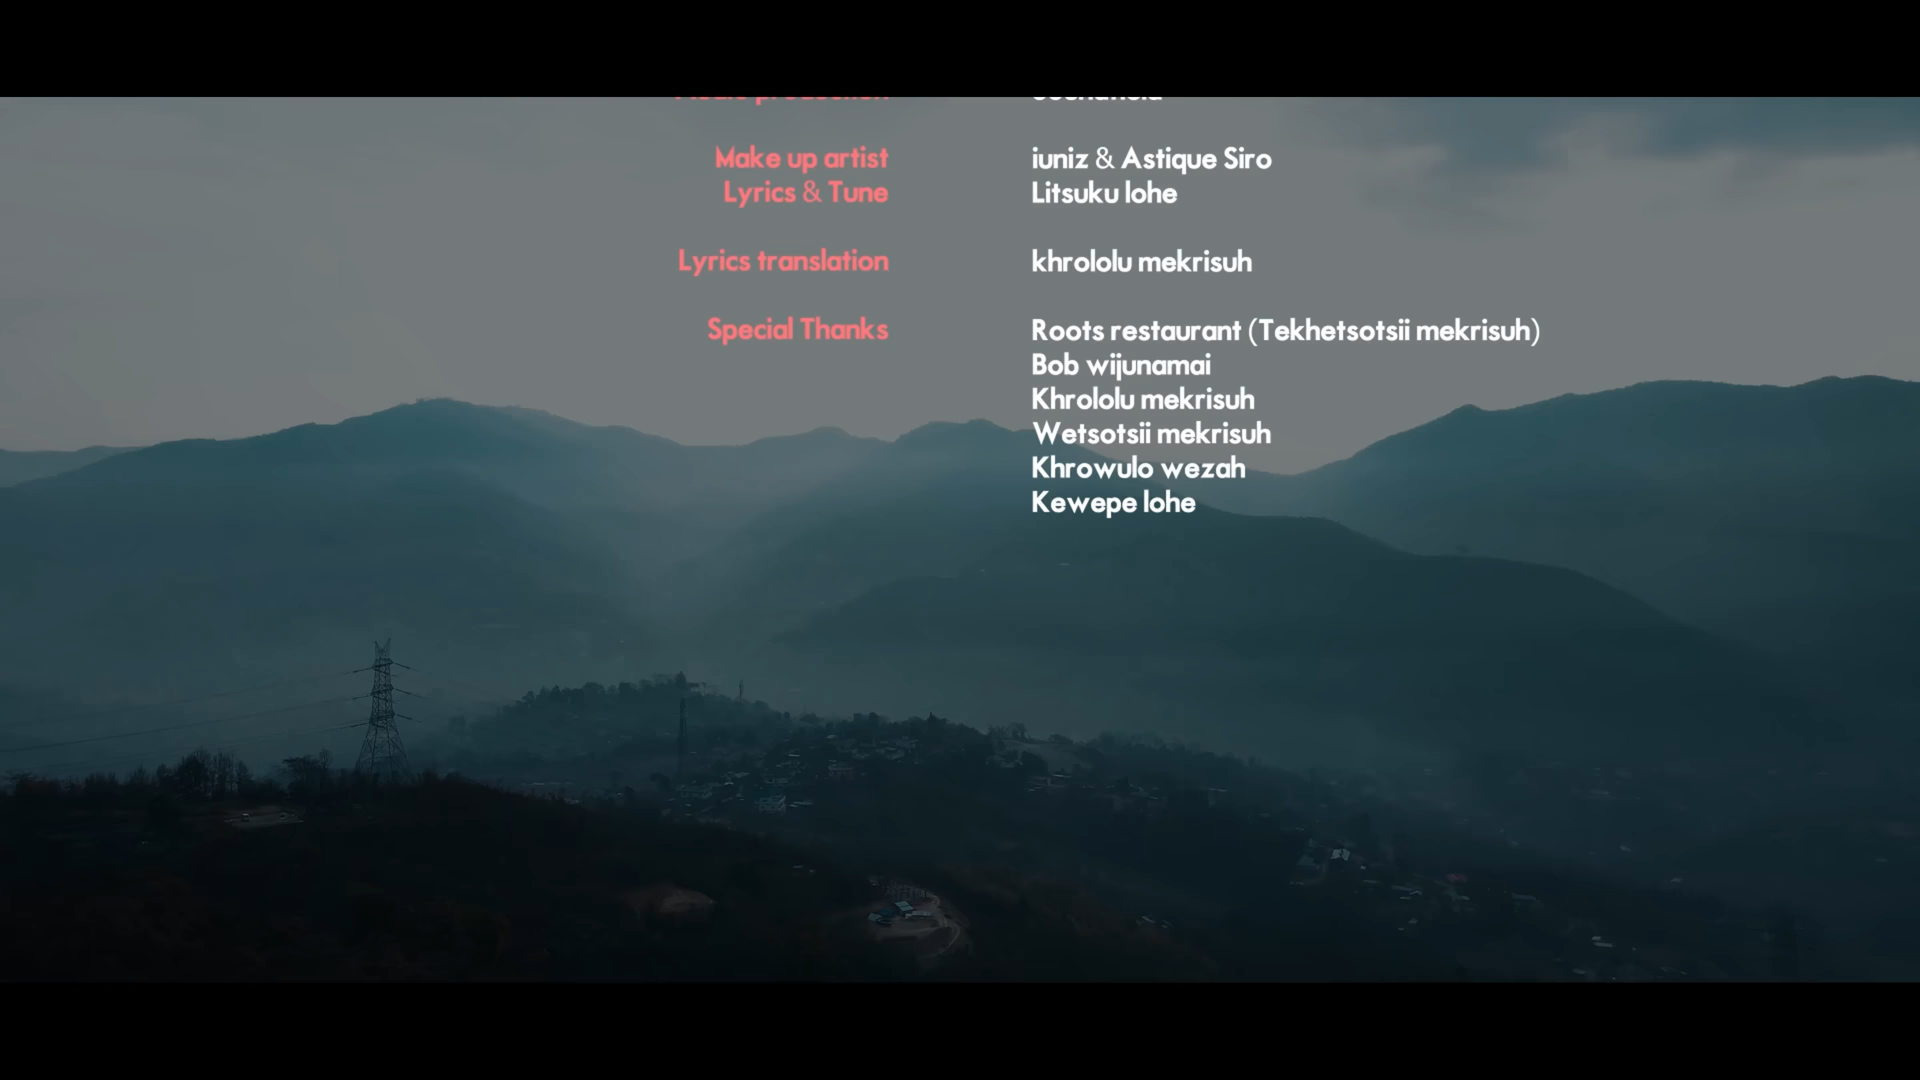 Make up artist iuniz & Astique Siro
Lyrics & Tune Litsuku lohe
Lyrics translation khrololu mekrisuh
Special Thanks Roots restaurant (Tekhetsotsii mekrisuh)
Bob wijunamai
Khrololu mekrisuh
Wetsotsii mekrisuh
Khrowulo wezah
Kewepe lohe